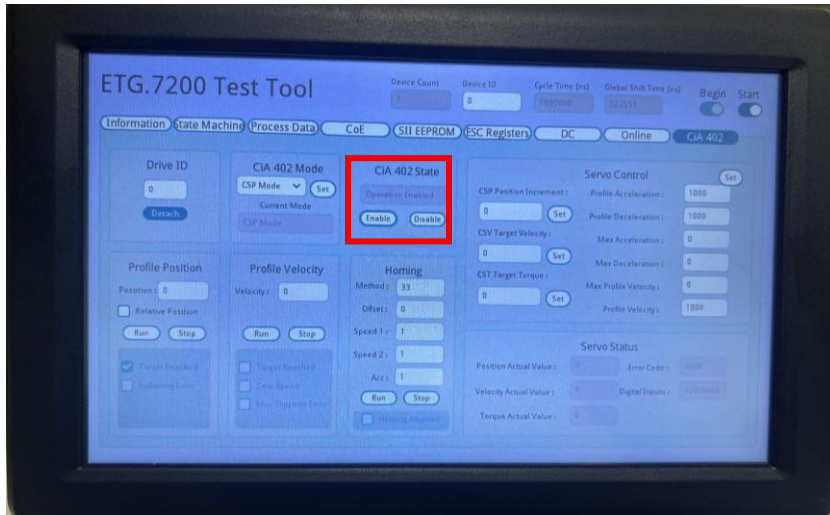 ETG.7200 Test Tool
Device Count
1
Device ID
0
Cycle Time (ns)
1000000
Global Shift Time (ns)
Begin
Start
Information
State Machine
Process Data
CoE
SII EEPROM
ESC Registers
DC
Online
CiA 402
Drive ID
0
Detach
CiA 402 Mode
CSP Mode
Set
Current Mode
CSP Mode
CiA 402 State
Operation Enabled
Enable
Disable
Servo Control
Set
CSP Position Increment :
0
Set
CSV Target Velocity :
0
Set
CST Target Torque :
0
Set
Profile Acceleration :
1000
Profile Deceleration :
1000
Max Acceleration :
0
Max Deceleration :
0
Max Profile Velocity :
0
Profile Velocity :
1000
Profile Position
Position : 0
Relative Position
Run
Stop
Target Reached
Following Error
Profile Velocity
Velocity : 0
Run
Stop
Target Reached
Zero Speed
Max Slippage Error
Homing
Method : 33
Offset : 0
Speed 1 : 1
Speed 2 : 1
Acc : 1
Run
Stop
Homing Attained
Servo Status
Position Actual Value :
Error Code :
Velocity Actual Value :
Digital Inputs :
Torque Actual Value :